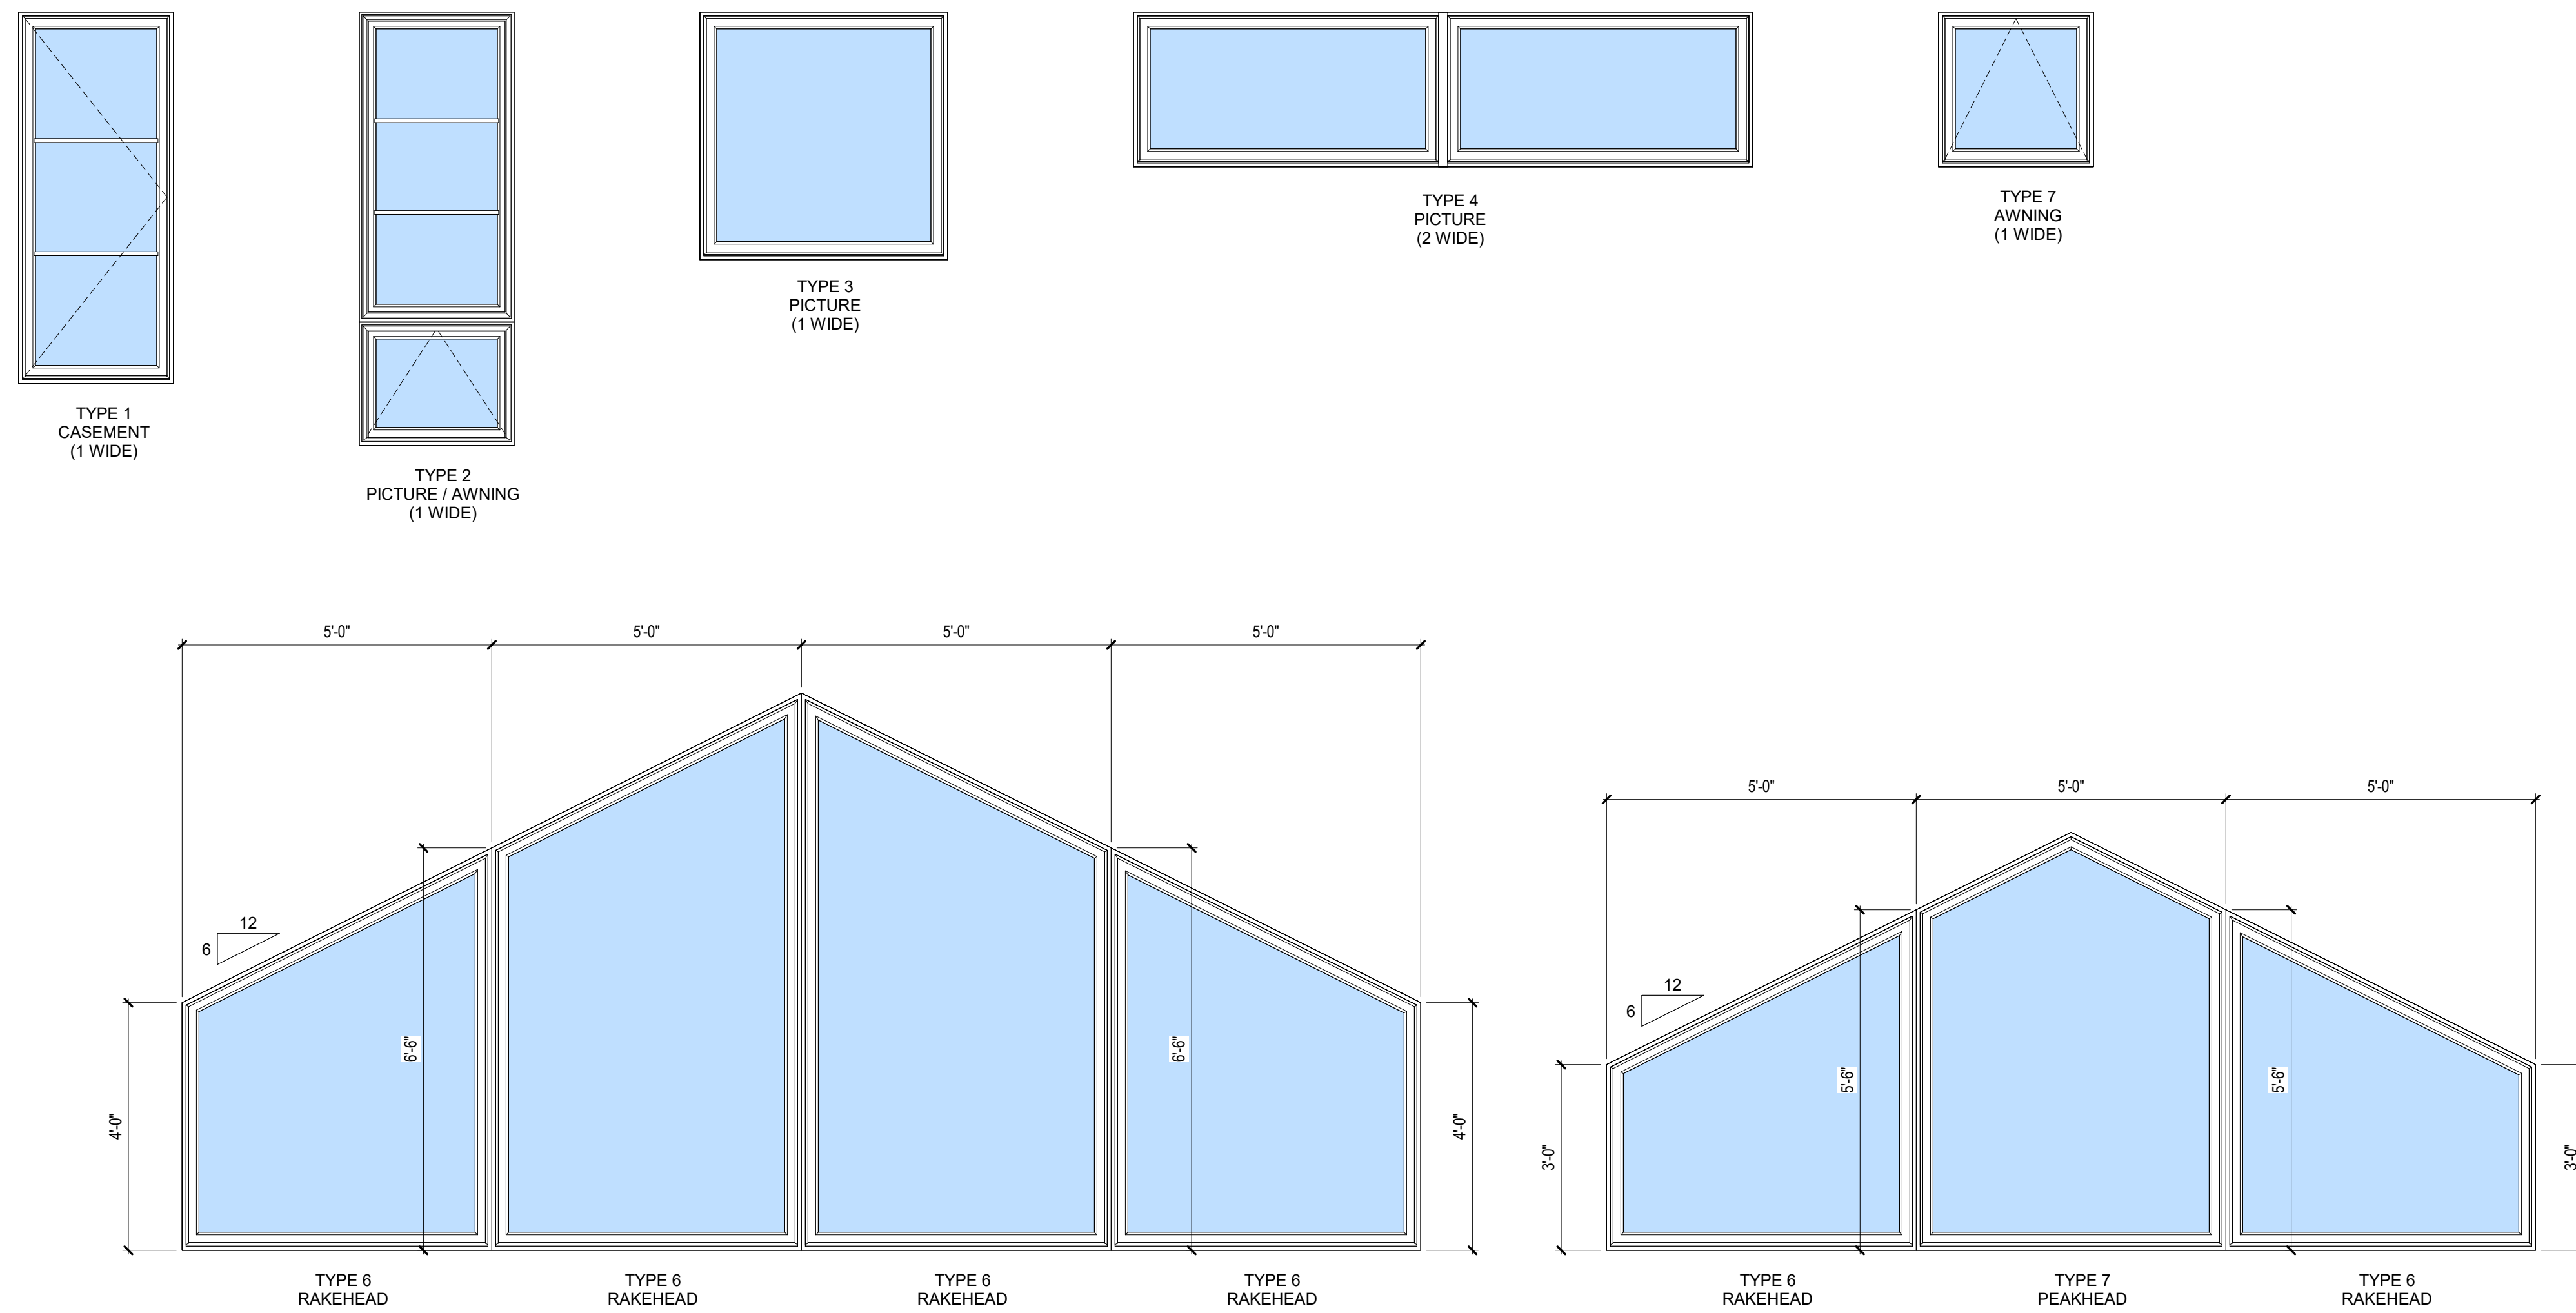 TYPE 1
CASEMENT
(1 WIDE)
TYPE 2
PICTURE / AWNING
(1 WIDE)
TYPE 3
PICTURE
(1 WIDE)
TYPE 4
PICTURE
(2 WIDE)
TYPE 7
AWNING
(1 WIDE)
5'-0"
5'-0"
5'-0"
5'-0"
12
6
4'-0"
6'-6"
6'-6"
4'-0"
TYPE 6
RAKEHEAD
TYPE 6
RAKEHEAD
TYPE 6
RAKEHEAD
TYPE 6
RAKEHEAD
5'-0"
5'-0"
5'-0"
12
6
3'-0"
5'-6"
5'-6"
3'-0"
TYPE 6
RAKEHEAD
TYPE 7
PEAKHEAD
TYPE 6
RAKEHEAD